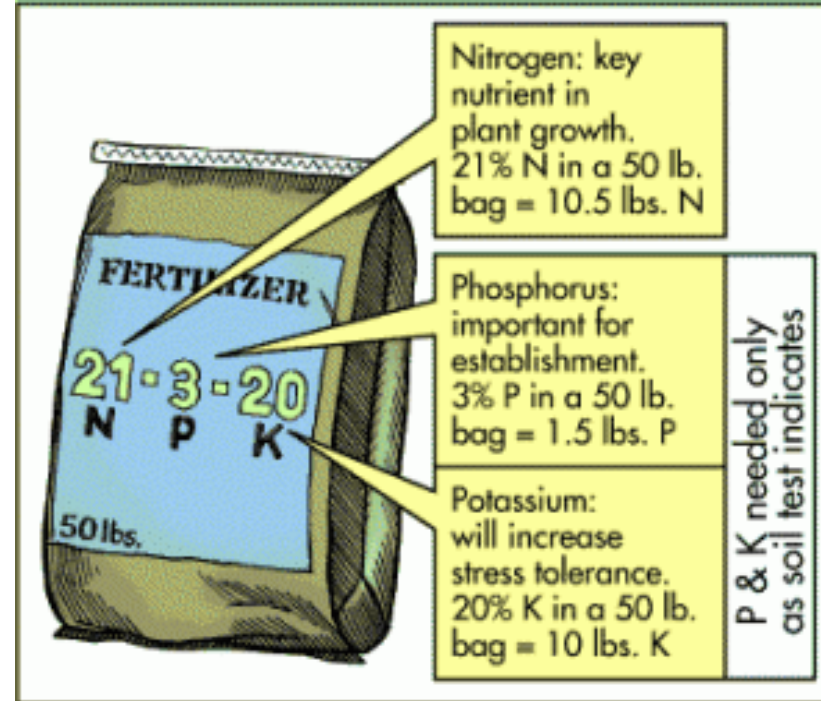 FERTILIZER
21-3-20
N P K
50 lbs.
Nitrogen: key
nutrient in
plant growth.
21% N in a 50 lb.
bag = 10.5 lbs. N
Phosphorus:
important for
establishment.
3% P in a 50 lb.
bag = 1.5 lbs. P
Potassium:
will increase
stress tolerance.
20% K in a 50 lb.
bag = 10 lbs. K
P & K needed only
as soil test indicates